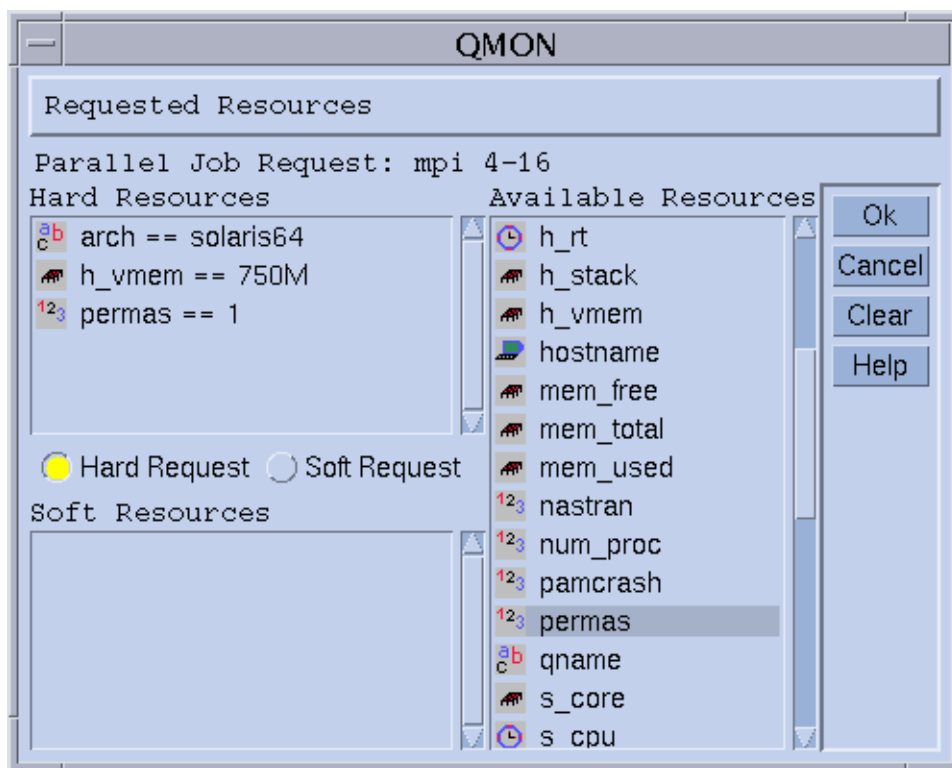 QMON
Requested Resources
Parallel Job Request: mpi 4-16
Hard Resources
arch == solaris64
h_vmem == 750M
permas == 1
Hard Request
Soft Request
Soft Resources
Available Resources
h_rt
h_stack
h_vmem
hostname
mem_free
mem_total
mem_used
nastran
num_proc
pamcrash
permas
qname
s_core
s_cpu
Ok
Cancel
Clear
Help